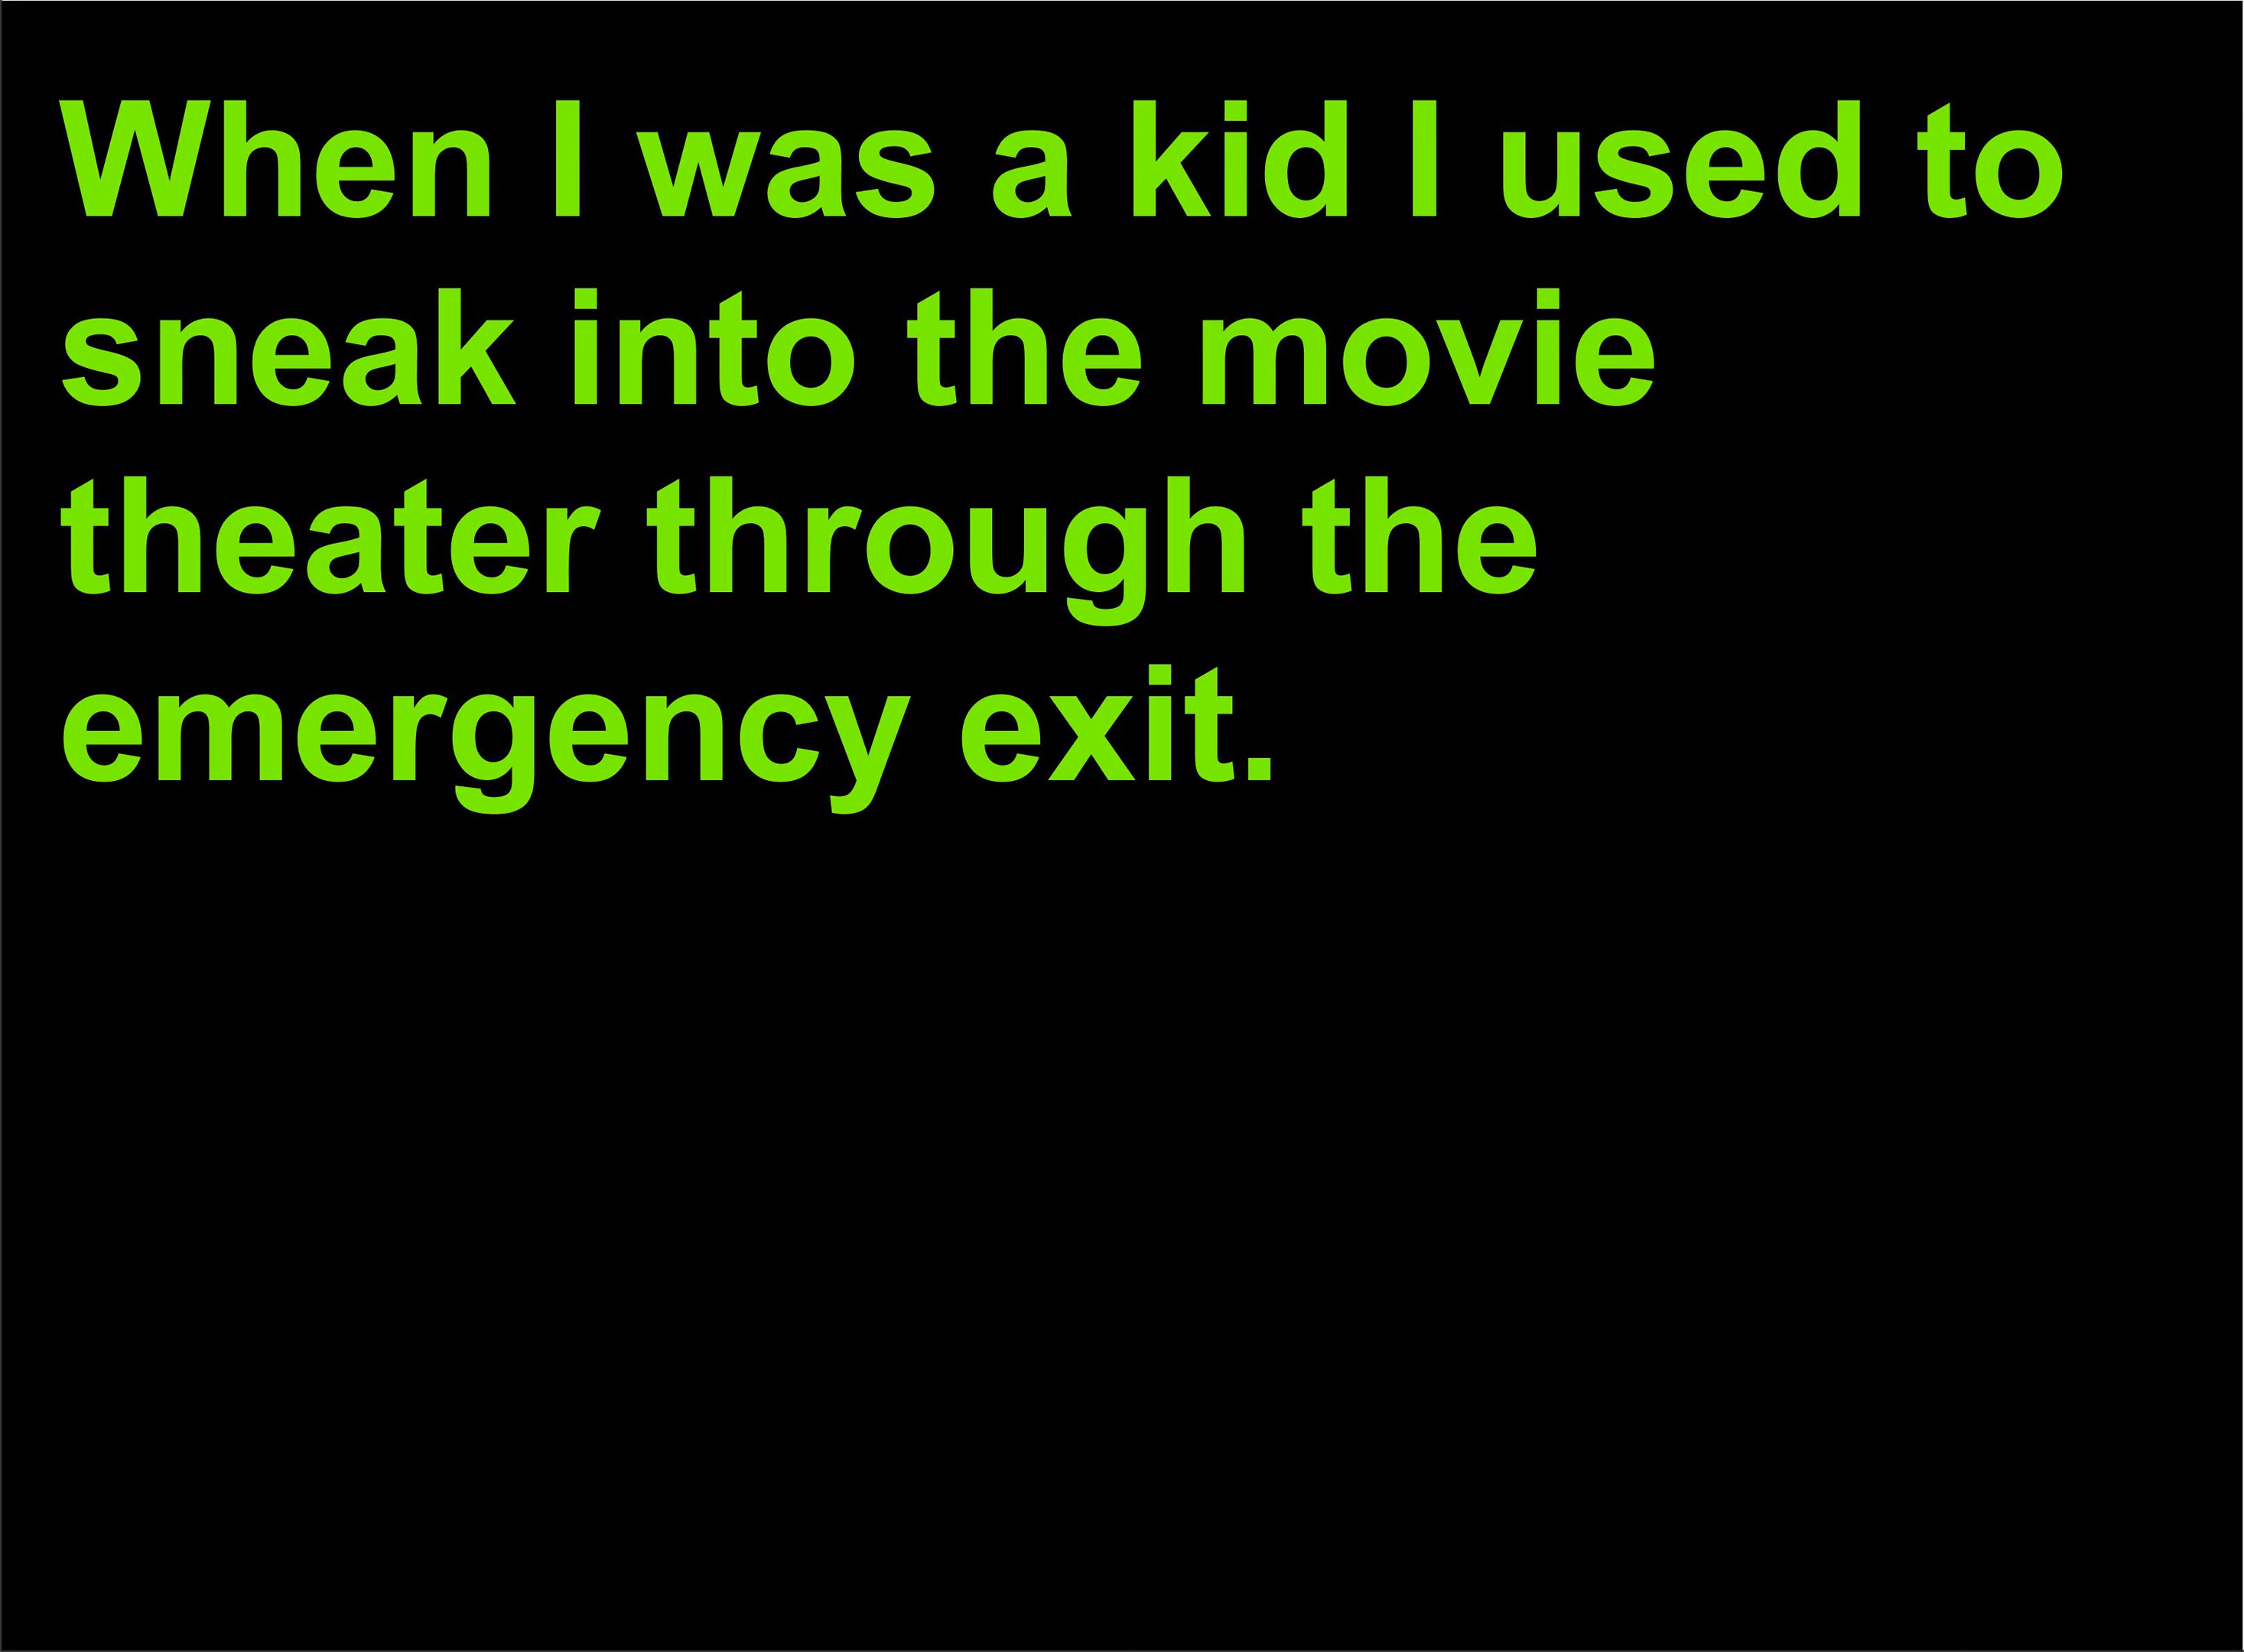 When I was a kid I used to
sneak into the movie
theater through the
emergency exit.